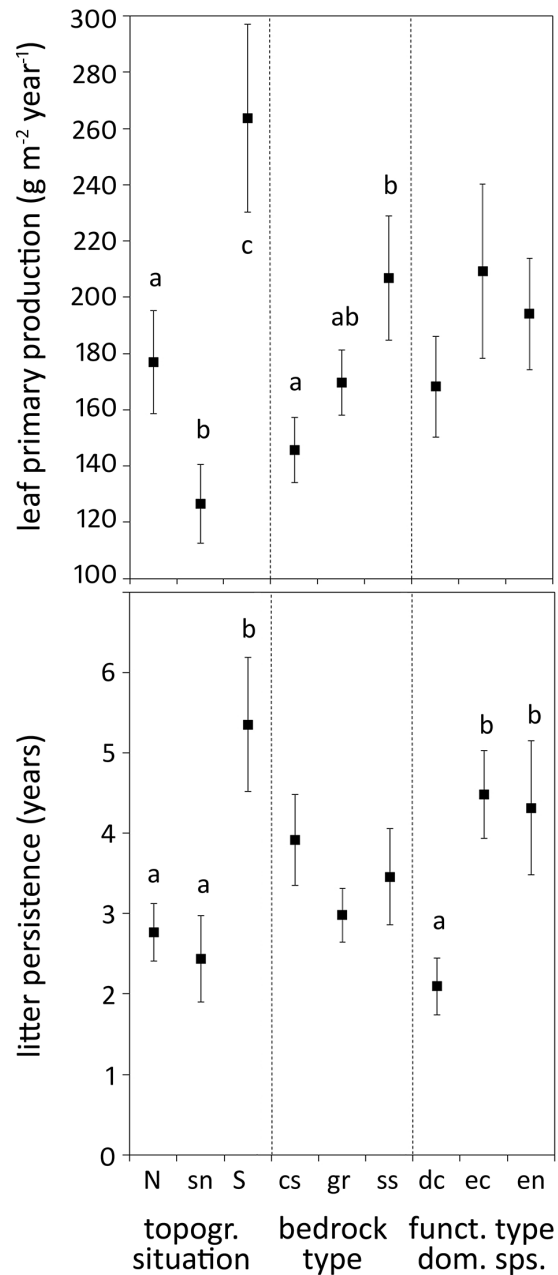 leaf primary production (g m⁻² year⁻¹)
300
280
260
240
220
200
180
160
140
120
100
a
b
c
a
ab
b
litter persistence (years)
6
5
4
3
2
1
0
a
a
b
a
b
b
N sn S cs gr ss dc ec en
topogr. situation
bedrock type
funct. type dom. sps.